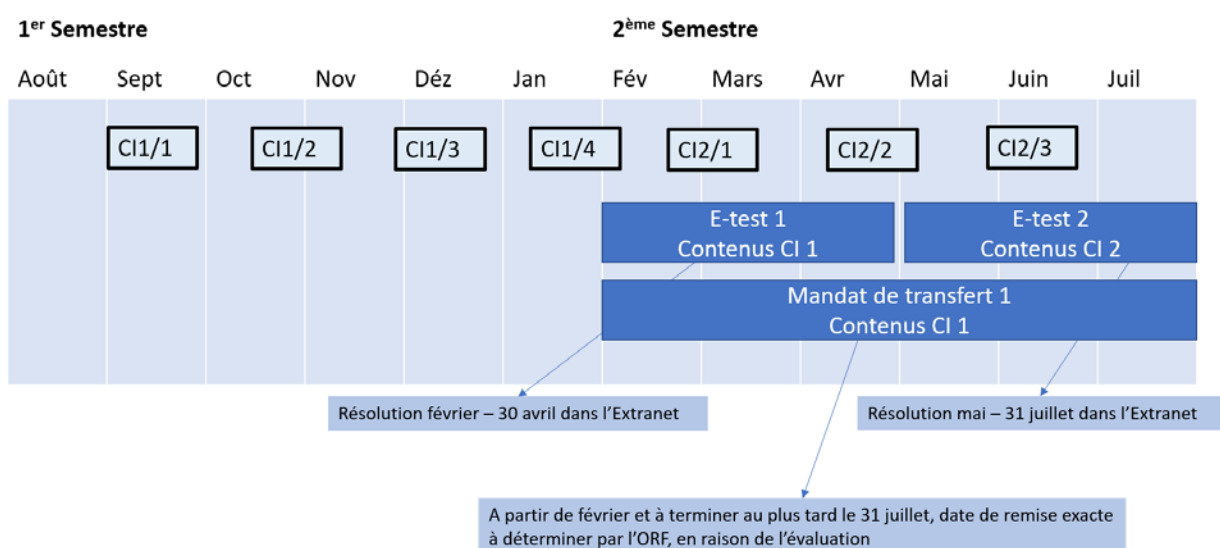 1er Semestre
2ème Semestre
Août Sept Oct Nov Déz Jan Fév Mars Avr Mai Juin Juil
CI1/1 CI1/2 CI1/3 CI1/4 CI2/1 CI2/2 CI2/3
E-test 1
Contenus CI 1
E-test 2
Contenus CI 2
Mandat de transfert 1
Contenus CI 1
Résolution février – 30 avril dans l'Extranet
Résolution mai – 31 juillet dans l'Extranet
A partir de février et à terminer au plus tard le 31 juillet, date de remise exacte
à déterminer par l'ORF, en raison de l'évaluation